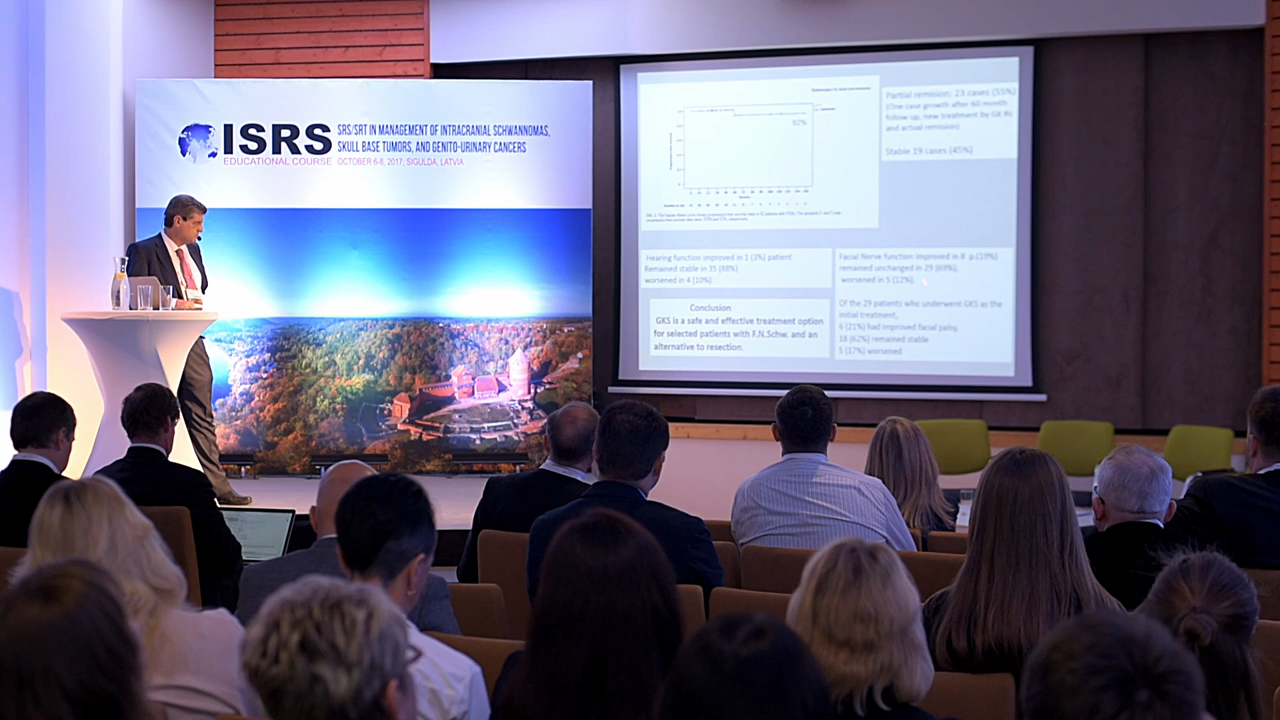 ISRS
EDUCATIONAL COURSE
SRS/SRT IN MANAGEMENT OF INTRACRANIAL SCHWANNOMAS,
SKULL BASE TUMORS, AND GENITO-URINARY CANCERS
OCTOBER 6-8, 2017; SIGULDA, LATVIA
92%
Partial remission: 23 cases (55%)
(One case growth after 60 month
follow up, new treatment by GK Rs
and actual remission)
Stable 19 cases (45%)
Hearing function improved in 1 (3%) patient
Remained stable in 35 (88%)
worsened in 4 (10%).
Facial Nerve function improved in 8 p.(19%)
remained unchanged in 29 (69%),
worsened in 5 (12%).
Of the 29 patients who underwent GKS as the
initial treatment,
6 (21%) had improved facial palsy,
18 (62%) remained stable
5 (17%) worsened
Conclusion
GKS is a safe and effective treatment option
for selected patients with F.N.Schw. and an
alternative to resection.